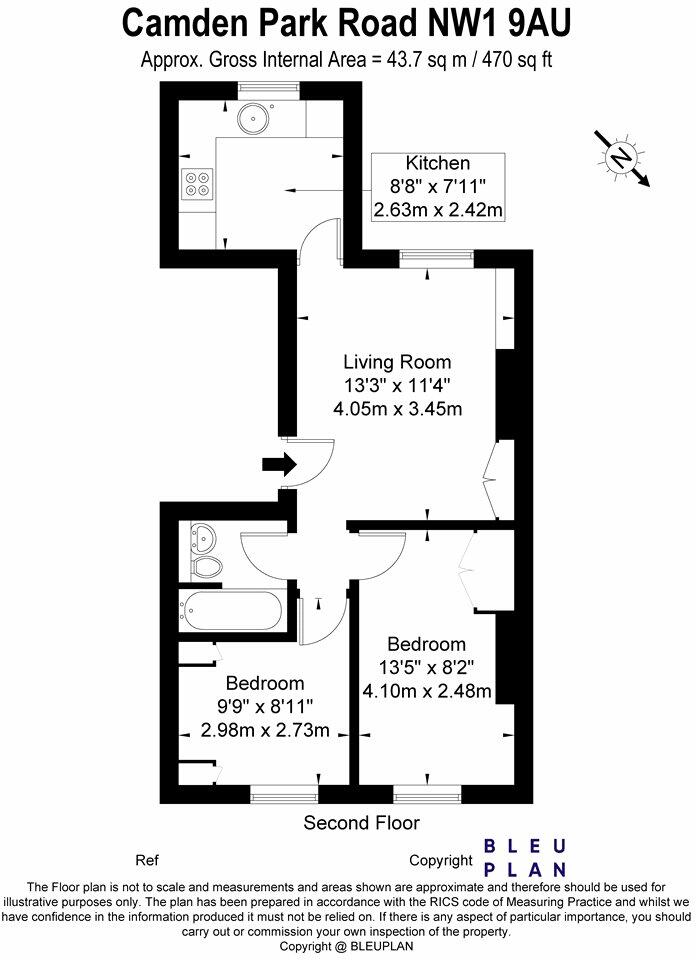 Camden Park Road NW1 9AU
Approx. Gross Internal Area = 43.7 sq m / 470 sq ft
N
Kitchen
8'8" x 7'11"
2.63m x 2.42m
Living Room
13'3" x 11'4"
4.05m x 3.45m
Bedroom
13'5" x 8'2"
4.10m x 2.48m
Bedroom
9'9" x 8'11"
2.98m x 2.73m
Second Floor
Ref
Copyright
BLEU
PLAN
The Floor plan is not to scale and measurements and areas shown are approximate and therefore should be used for
illustrative purposes only. The plan has been prepared in accordance with the RICS code of Measuring Practice and whilst we
have confidence in the information produced it must not be relied on. If there is any aspect of particular importance, you should
carry out or commission your own inspection of the property.
Copyright @ BLEUPLAN